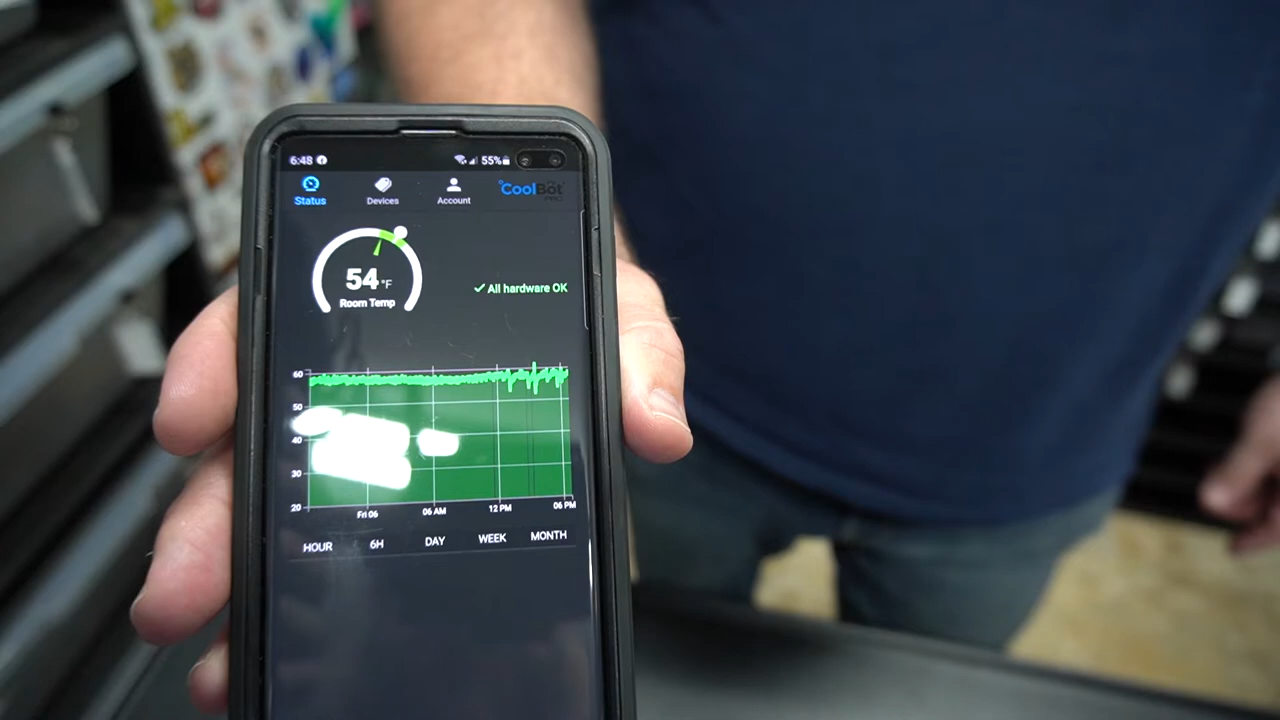 6:48 55%
Status Devices Account CoolBot
PRO
54 °F
Room Temp
✓ All hardware OK
60
50
40
30
20
Fri 06 06 AM 12 PM 06 PM
HOUR 6H DAY WEEK MONTH